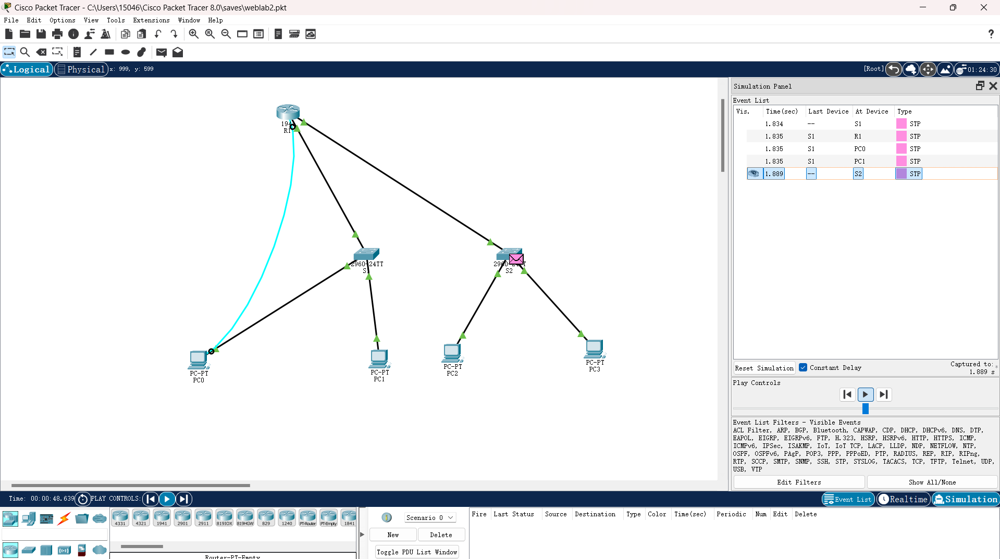 Cisco Packet Tracer - C:\Users\15046\Cisco Packet Tracer 8.0\saves\weblab2.pkt
File Edit Options View Tools Extensions Window Help
Logical Physical x: 999, y: 599 [Root] 01:24:30
Simulation Panel
Event List
Vis. Time(sec) Last Device At Device Type
1.834 -- S1 STP
1.835 S1 R1 STP
1.835 S1 PC0 STP
1.835 S1 PC1 STP
1.889 -- S2 STP
194
R1
2960-24TT
S1
2960-24TT
S2
PC-PT
PC0
PC-PT
PC1
PC-PT
PC2
PC-PT
PC3
Reset Simulation Constant Delay Captured to:
1.889 s
Play Controls
Event List Filters - Visible Events
ACL Filter, ARP, BGP, Bluetooth, CAPWAP, CDP, DHCP, DHCPv6, DNS, DTP,
EAPOL, EIGRP, EIGRPv6, FTP, H.323, HSRP, HSRPv6, HTTP, HTTPS, ICMP,
ICMPv6, IPSec, ISAKMP, IoT, IoT TCP, LACP, LLDP, NDP, NETFLOW, NTP,
OSPF, OSPFv6, PAgP, POP3, PPP, PPPoED, PTP, RADIUS, REP, RIP, RIPng,
RTP, SCCP, SMTP, SNMP, SSH, STP, SYSLOG, TACACS, TCP, TFTP, Telnet, UDP,
USB, VTP
Edit Filters Show All/None
Time: 00:00:48.639 PLAY CONTROLS: Event List Realtime Simulation
4331 4321 1941 2901 2911 819IOX 819HGW 829 1240 PT-Router PT-Empty 1841
Router-PT-Empty
Scenario 0
New Delete
Toggle PDU List Window
Fire Last Status Source Destination Type Color Time(sec) Periodic Num Edit Delete